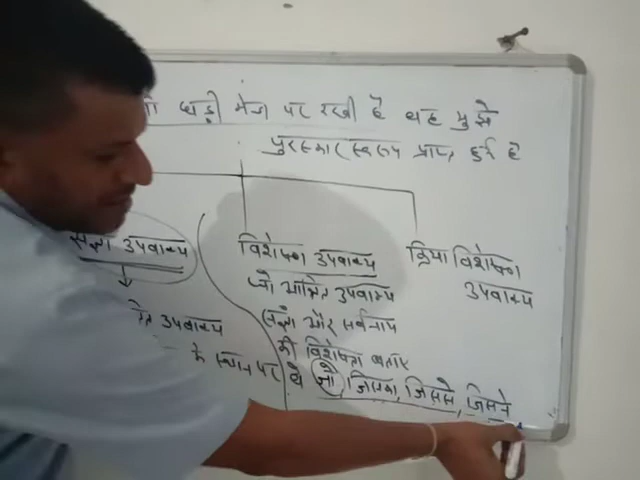 घड़ी मेज पर रखी है वह मुझे
पुरस्कार स्वरूप प्राप्त हुई है
संज्ञा उपवाक्य
उपवाक्य
के स्थान पर
विशेषण उपवाक्य
जो आश्रित उपवाक्य
संज्ञा और सर्वनाम
की विशेषता बताए
जो, जिसका, जिससे, जिसने
क्रिया विशेषण
उपवाक्य